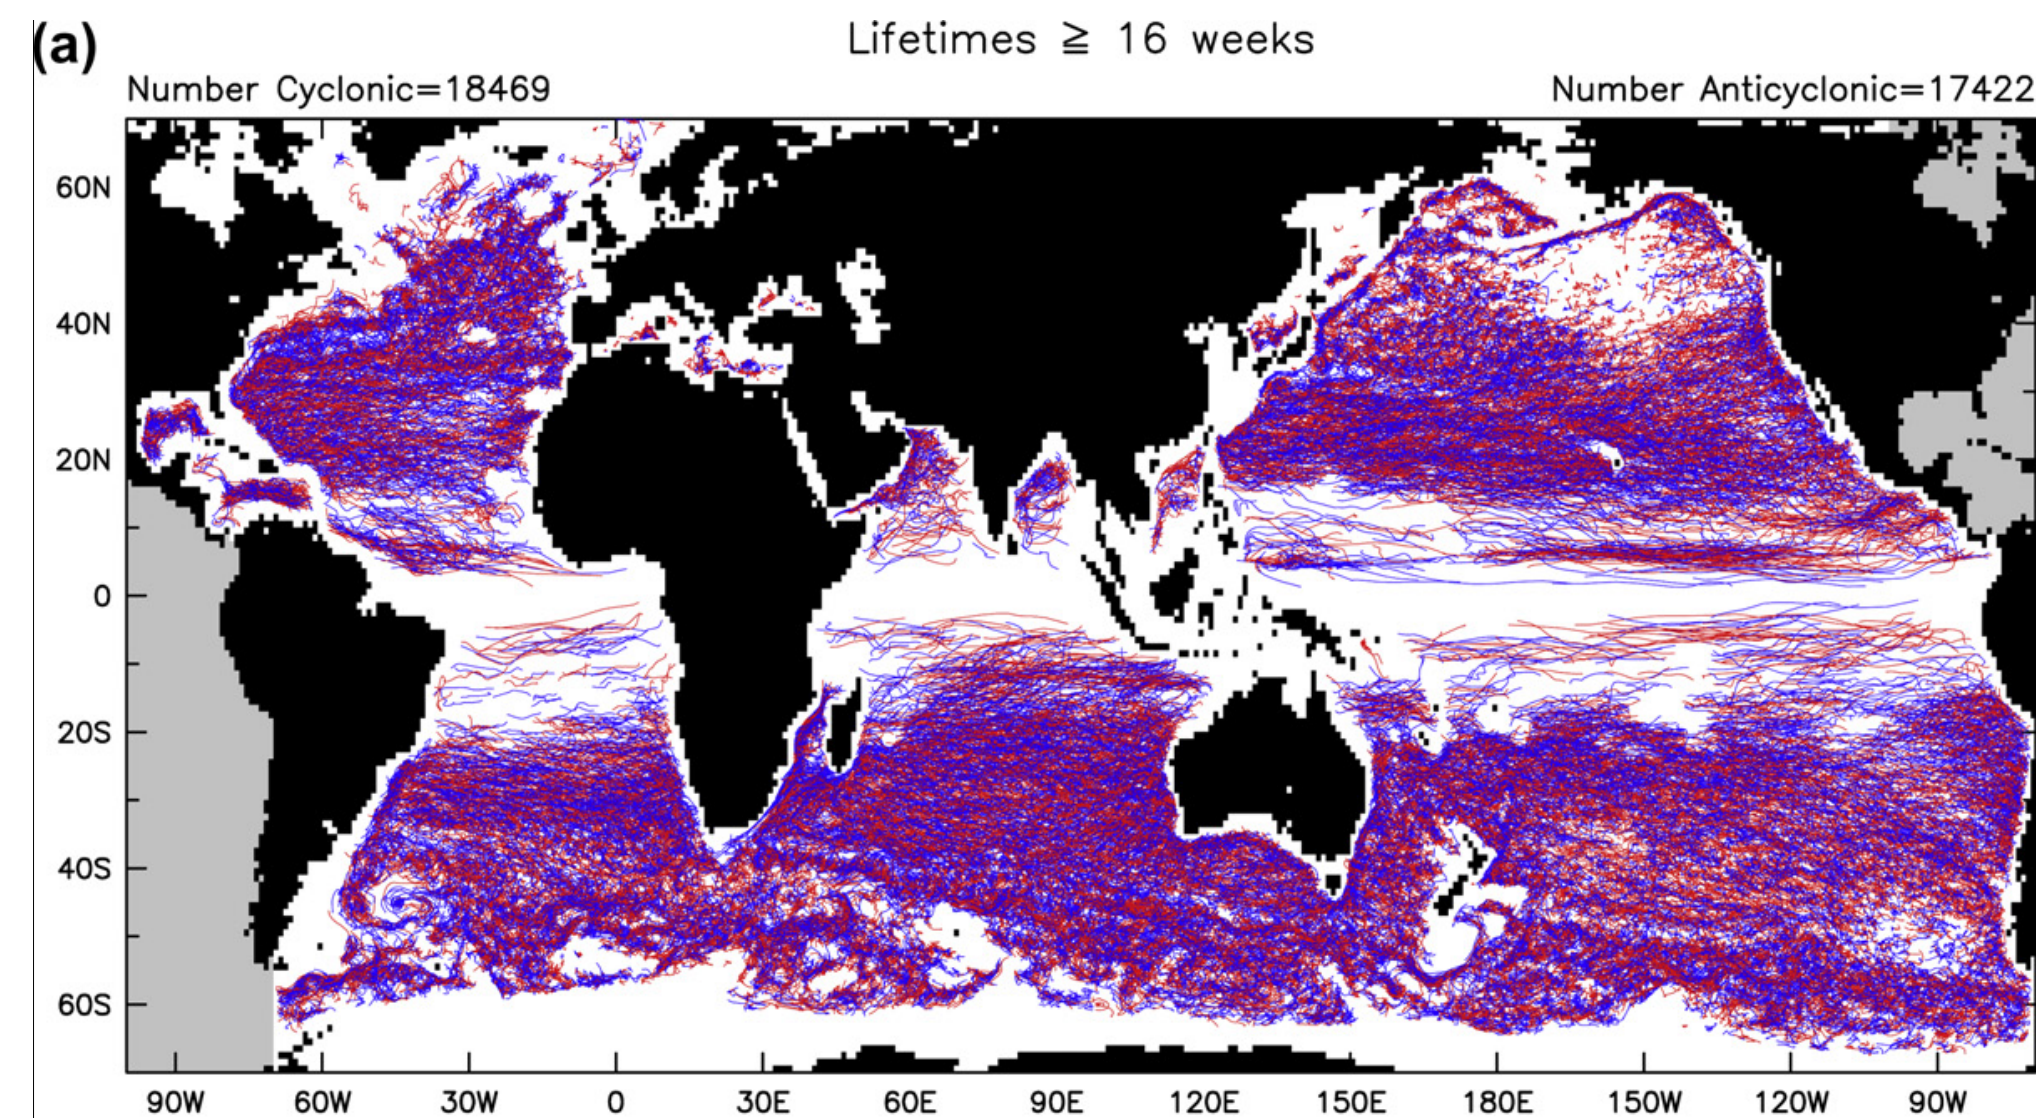 (a)
Lifetimes ≧ 16 weeks
Number Cyclonic=18469
Number Anticyclonic=17422
60N
40N
20N
0
20S
40S
60S
90W 60W 30W 0 30E 60E 90E 120E 150E 180E 150W 120W 90W